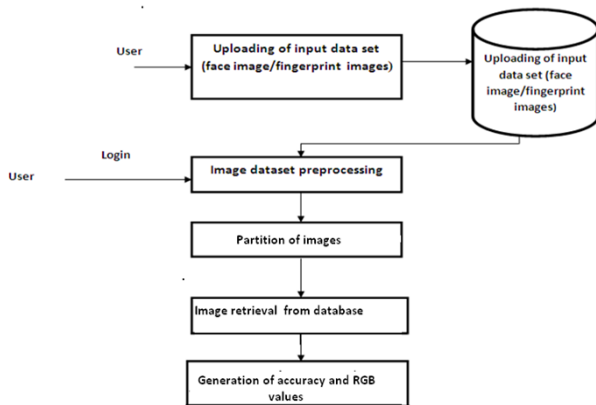 User
Uploading of input data set
(face image/fingerprint images)
Uploading of input
data set (face
image/fingerprint
images)
Login
User
Image dataset preprocessing
Partition of images
Image retrieval from database
Generation of accuracy and RGB
values